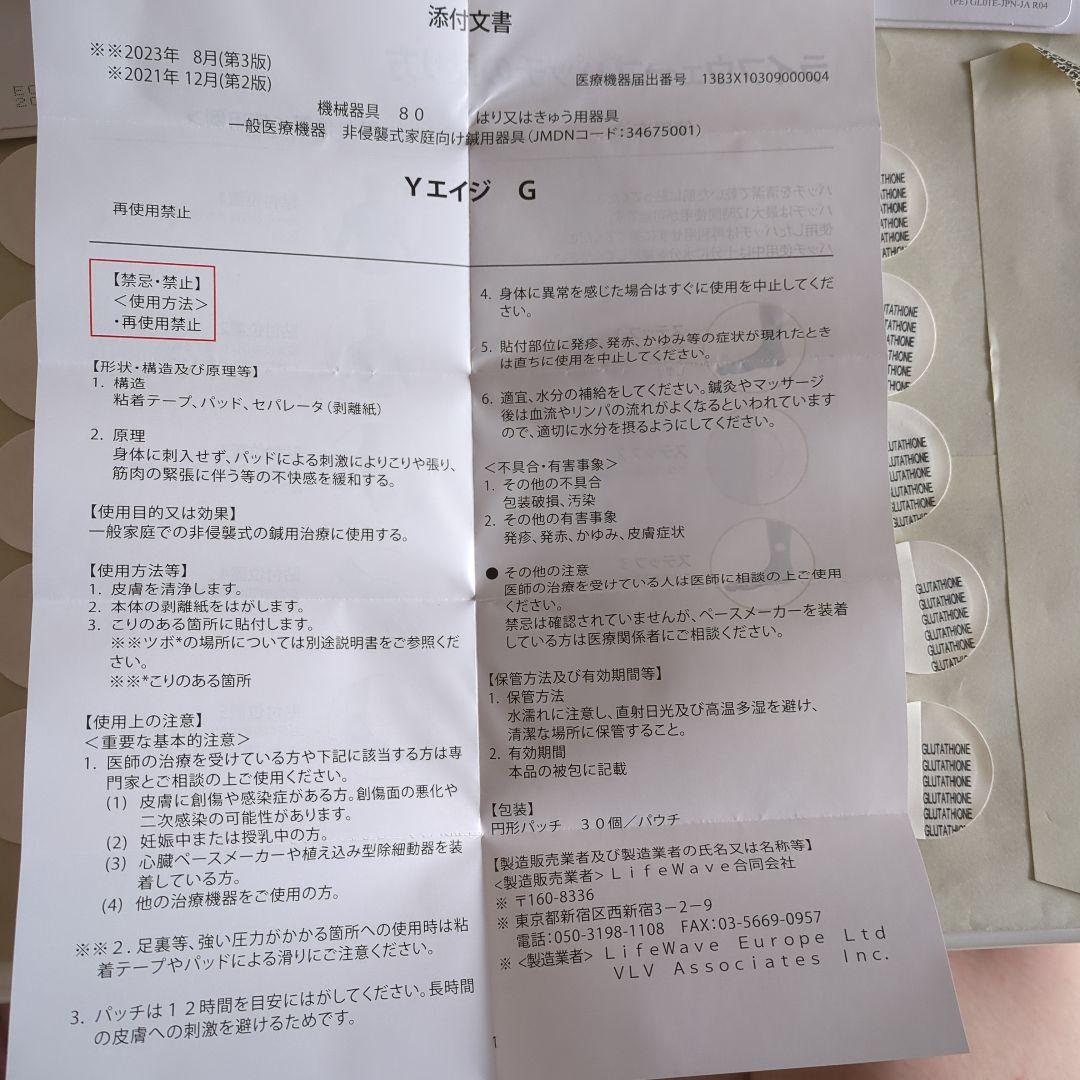 (PE) GL01E-JPN-JA R04
添付文書
※※2023年 8月(第3版)
※2021年 12月(第2版)
医療機器届出番号 13B3X10309000004
機械器具 80 はり又はきゅう用器具
一般医療機器 非侵襲式家庭向け鍼用器具(JMDNコード:34675001)
Yエイジ G
再使用禁止
【禁忌・禁止】
<使用方法>
・再使用禁止
【形状・構造及び原理等】
1. 構造
粘着テープ、パッド、セパレータ(剥離紙)
2. 原理
身体に刺入せず、パッドによる刺激によりこりや張り、
筋肉の緊張に伴う等の不快感を緩和する。
【使用目的又は効果】
一般家庭での非侵襲式の鍼用治療に使用する。
【使用方法等】
1. 皮膚を清浄します。
2. 本体の剥離紙をはがします。
3. こりのある箇所に貼付します。
※※ツボ*の場所については別途説明書をご参照くだ
さい。
※※*こりのある箇所
【使用上の注意】
<重要な基本的注意>
1. 医師の治療を受けている方や下記に該当する方は専
門家とご相談の上ご使用ください。
(1) 皮膚に創傷や感染症がある方。創傷面の悪化や
二次感染の可能性があります。
(2) 妊娠中または授乳中の方。
(3) 心臓ペースメーカーや植え込み型除細動器を装
着している方。
(4) 他の治療機器をご使用の方。
※※2. 足裏等、強い圧力がかかる箇所への使用時は粘
着テープやパッドによる滑りにご注意ください。
3. パッチは12時間を目安にはがしてください。長時間
の皮膚への刺激を避けるためです。
4. 身体に異常を感じた場合はすぐに使用を中止してくだ
さい。
5. 貼付部位に発疹、発赤、かゆみ等の症状が現れたとき
は直ちに使用を中止してください。
6. 適宜、水分の補給をしてください。鍼灸やマッサージ
後は血流やリンパの流れがよくなるといわれています
ので、適切に水分を摂るようにしてください。
<不具合・有害事象>
1. その他の不具合
包装破損、汚染
2. その他の有害事象
発疹、発赤、かゆみ、皮膚症状
● その他の注意
医師の治療を受けている人は医師に相談の上ご使用
ください。
禁忌は確認されていませんが、ペースメーカーを装着
している方は医療関係者にご相談ください。
【保管方法及び有効期間等】
1. 保管方法
水濡れに注意し、直射日光及び高温多湿を避け、
清潔な場所に保管すること。
2. 有効期間
本品の被包に記載
【包装】
円形パッチ 30個/パウチ
【製造販売業者及び製造業者の氏名又は名称等】
<製造販売業者> LifeWave合同会社
※ 〒160-8336
※ 東京都新宿区西新宿3-2-9
電話:050-3198-1108 FAX:03-5669-0957
※ <製造業者> LifeWave Europe Ltd
VLV Associates Inc.
1
GLUTATHIONE
GLUTATHIONE
GLUTATHIONE
GLUTATHIONE
GLUTATHIONE
GLUTATHIONE
GLUTATHIONE
GLUTATHIONE
GLUTATHIONE
GLUTATHIONE
GLUTATHIONE